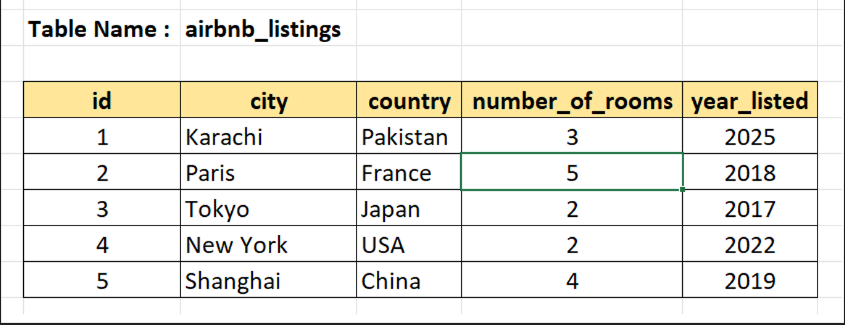 Table Name : airbnb_listings
id city country number_of_rooms year_listed
1 Karachi Pakistan 3 2025
2 Paris France 5 2018
3 Tokyo Japan 2 2017
4 New York USA 2 2022
5 Shanghai China 4 2019